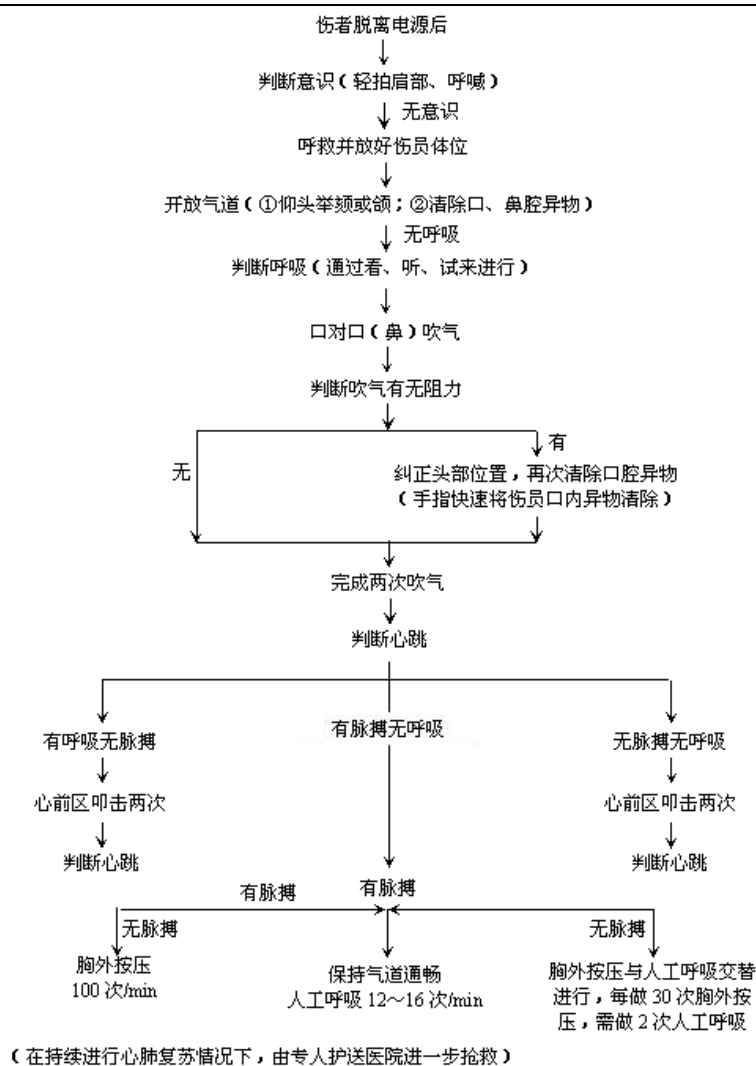 伤者脱离电源后
判断意识(轻拍肩部、呼喊)
无意识
呼救并放好伤员体位
开放气道(①仰头举颏或颌;②清除口、鼻腔异物)
无呼吸
判断呼吸(通过看、听、试来进行)
口对口(鼻)吹气
判断吹气有无阻力
有
无
纠正头部位置,再次清除口腔异物
(手指快速将伤员口内异物清除)
完成两次吹气
判断心跳
有呼吸无脉搏
有脉搏无呼吸
无脉搏无呼吸
心前区叩击两次
心前区叩击两次
判断心跳
判断心跳
有脉搏
有脉搏
无脉搏
无脉搏
胸外按压
100 次/min
保持气道通畅
人工呼吸 12～16 次/min
胸外按压与人工呼吸交替
进行,每做 30 次胸外按
压,需做 2 次人工呼吸
(在持续进行心肺复苏情况下,由专人护送医院进一步抢救)